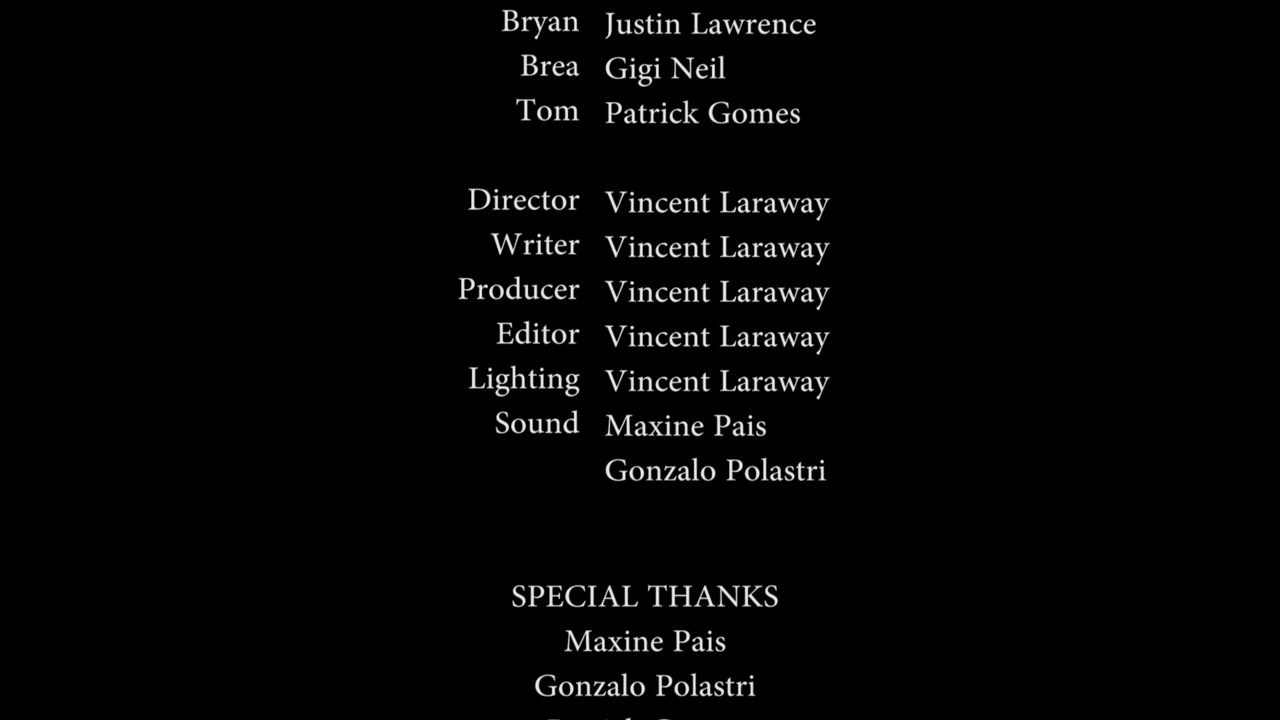 Bryan Justin Lawrence
Brea Gigi Neil
Tom Patrick Gomes
Director Vincent Laraway
Writer Vincent Laraway
Producer Vincent Laraway
Editor Vincent Laraway
Lighting Vincent Laraway
Sound Maxine Pais
Gonzalo Polastri
SPECIAL THANKS
Maxine Pais
Gonzalo Polastri